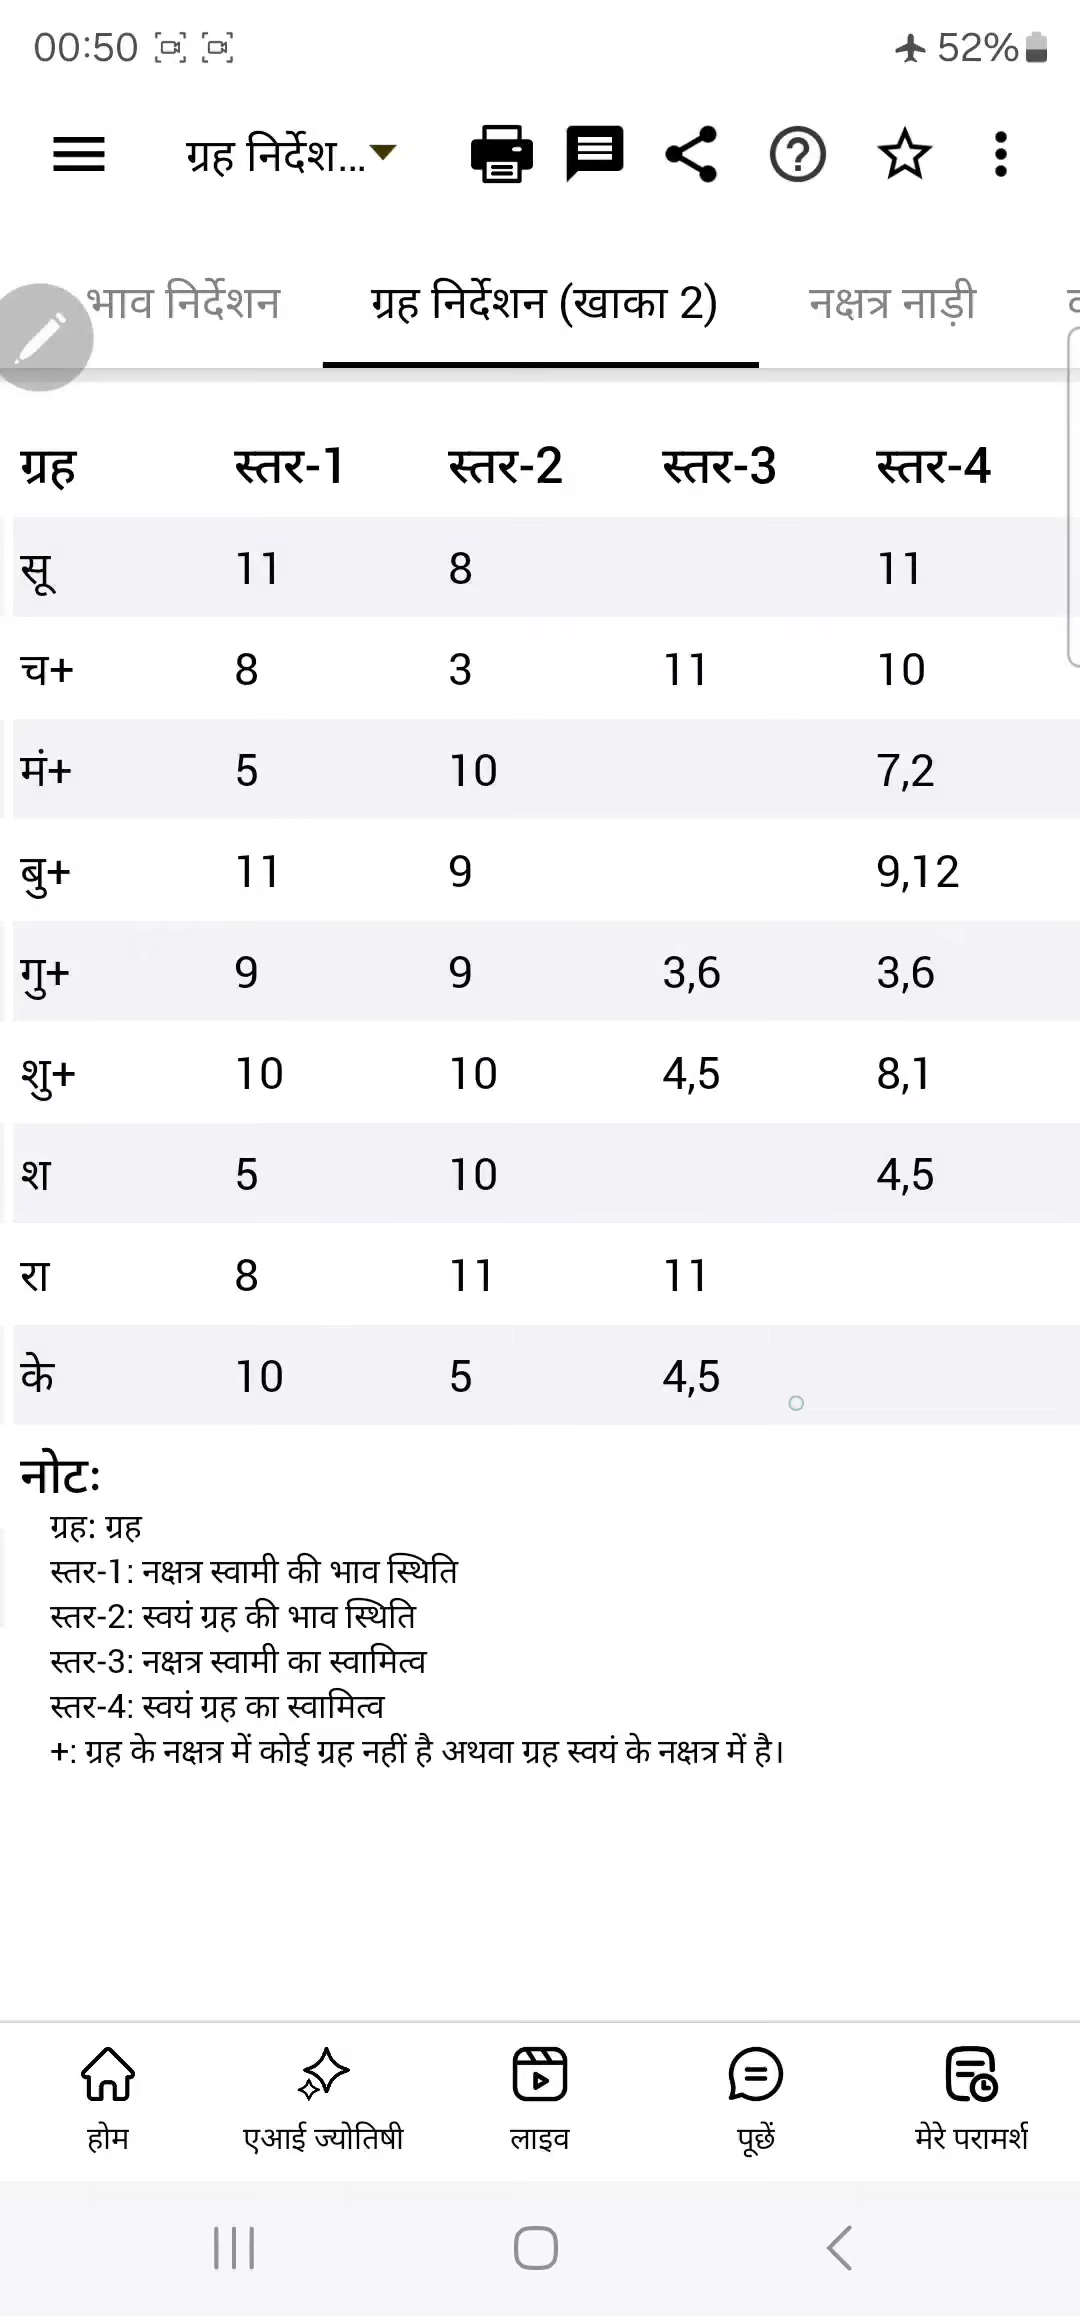 00:50 52%
ग्रह निर्देश...
भाव निर्देशन ग्रह निर्देशन (खाका 2) नक्षत्र नाड़ी
ग्रह स्तर-1 स्तर-2 स्तर-3 स्तर-4
सू 11 8 11
च+ 8 3 11 10
मं+ 5 10 7,2
बु+ 11 9 9,12
गु+ 9 9 3,6 3,6
शु+ 10 10 4,5 8,1
श 5 10 4,5
रा 8 11 11
के 10 5 4,5
नोटः
ग्रह: ग्रह
स्तर-1: नक्षत्र स्वामी की भाव स्थिति
स्तर-2: स्वयं ग्रह की भाव स्थिति
स्तर-3: नक्षत्र स्वामी का स्वामित्व
स्तर-4: स्वयं ग्रह का स्वामित्व
+: ग्रह के नक्षत्र में कोई ग्रह नहीं है अथवा ग्रह स्वयं के नक्षत्र में है।
होम एआई ज्योतिषी लाइव पूछें मेरे परामर्श